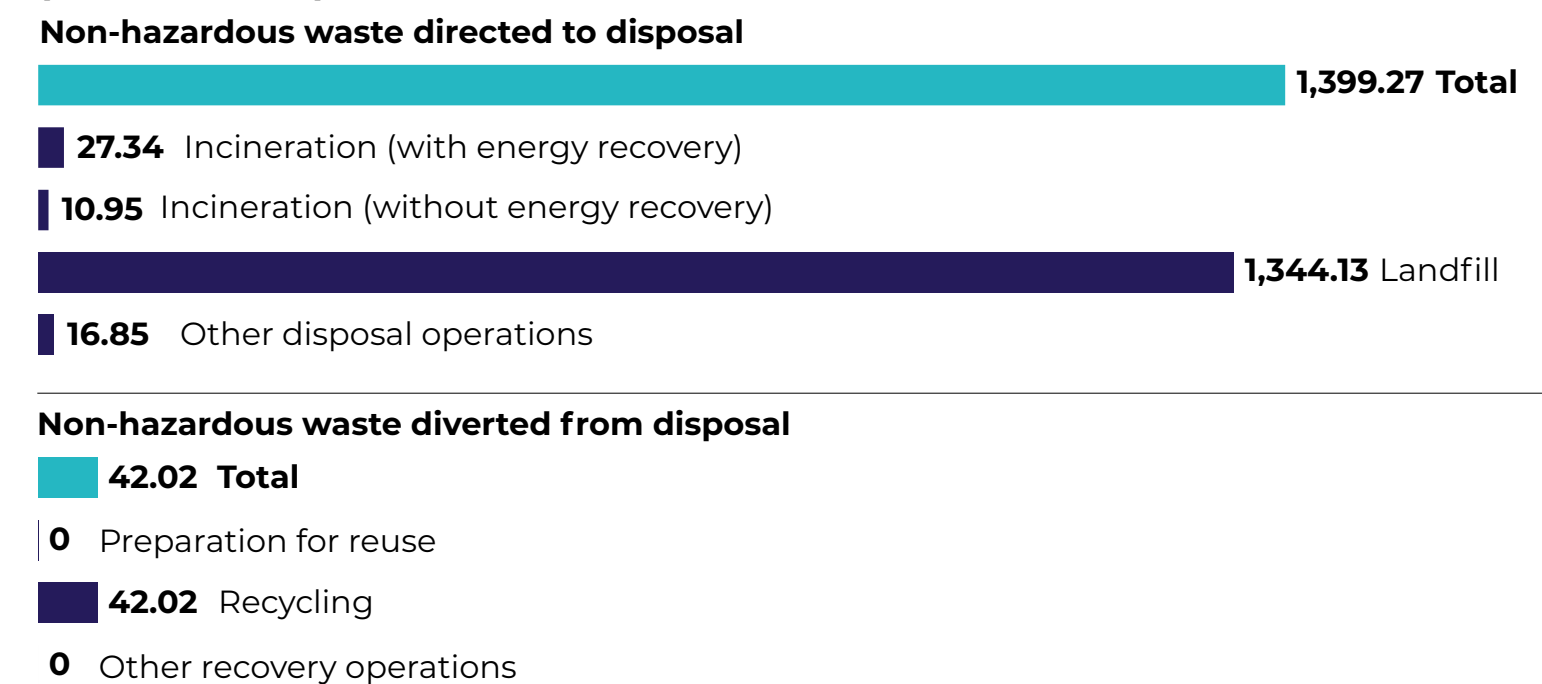 Non-hazardous waste directed to disposal
1,399.27 Total
27.34 Incineration (with energy recovery)
10.95 Incineration (without energy recovery)
1,344.13 Landfill
16.85 Other disposal operations
Non-hazardous waste diverted from disposal
42.02 Total
0 Preparation for reuse
42.02 Recycling
0 Other recovery operations